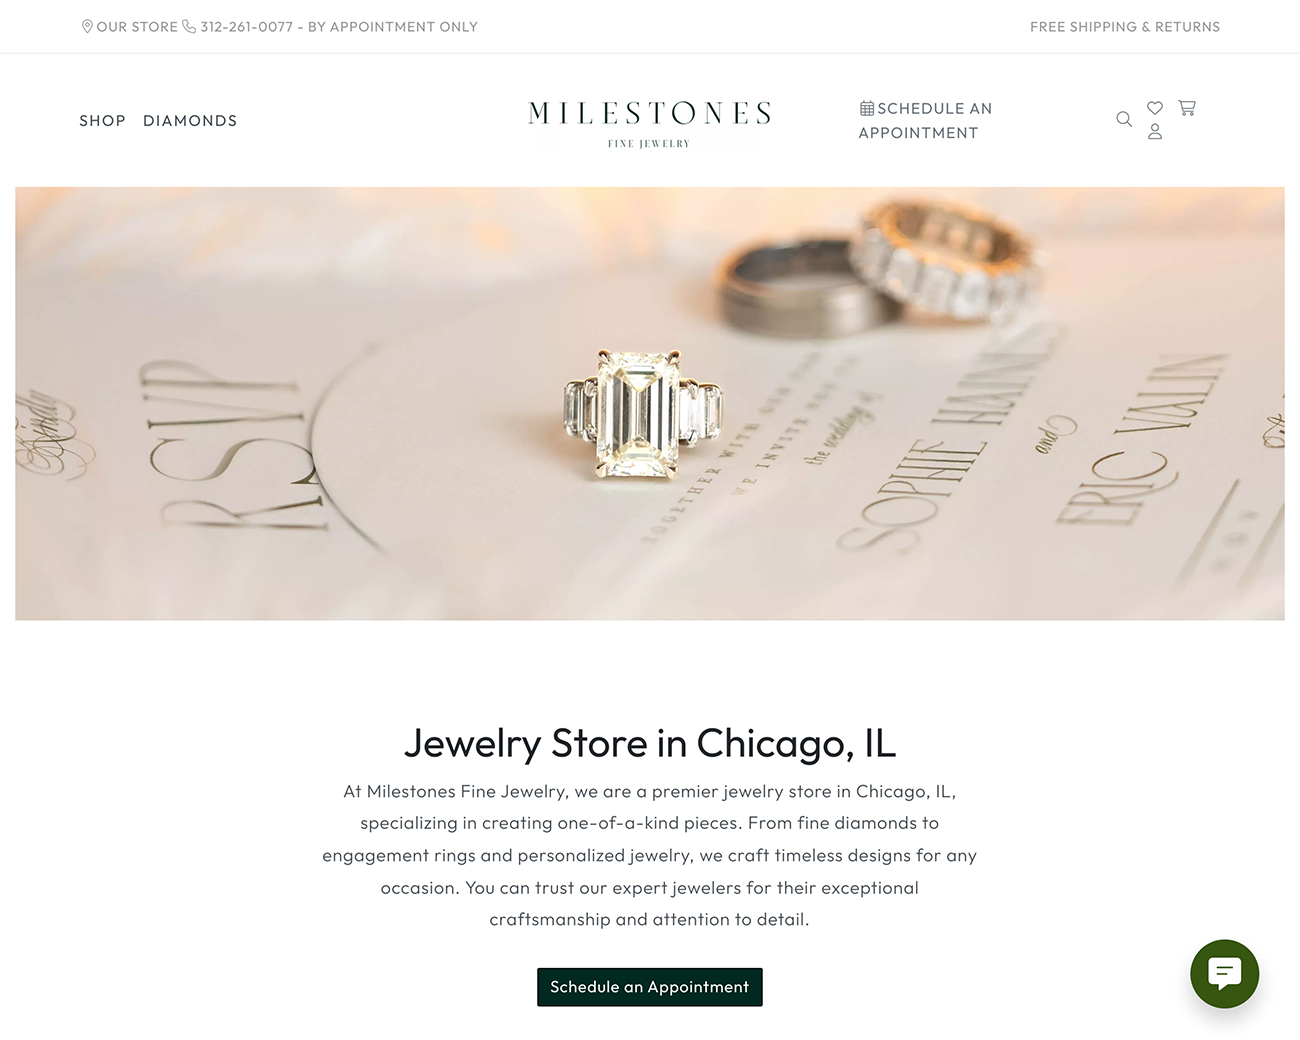 OUR STORE 312-261-0077 - BY APPOINTMENT ONLY
FREE SHIPPING & RETURNS
SHOP DIAMONDS
MILESTONES
FINE JEWELRY
SCHEDULE AN
APPOINTMENT
Kindly
RSVP
TOGETHER WITH OUR
WE INVITE
the wedding of
SOPHIE
and
ERIC VALIN
Jewelry Store in Chicago, IL
At Milestones Fine Jewelry, we are a premier jewelry store in Chicago, IL,
specializing in creating one-of-a-kind pieces. From fine diamonds to
engagement rings and personalized jewelry, we craft timeless designs for any
occasion. You can trust our expert jewelers for their exceptional
craftsmanship and attention to detail.
Schedule an Appointment